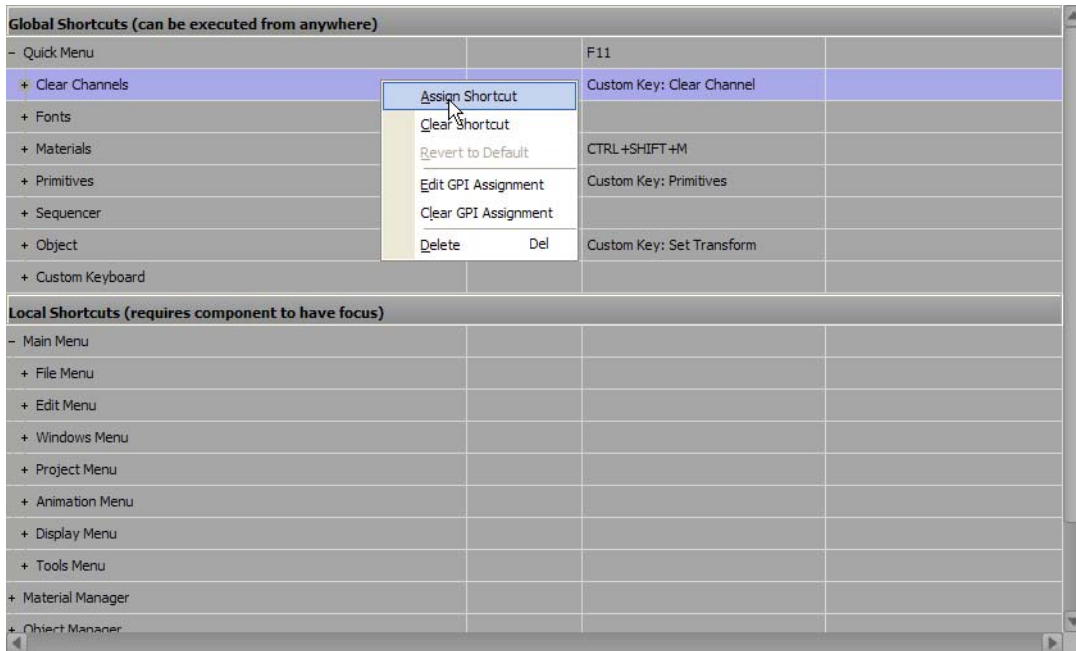 Global Shortcuts (can be executed from anywhere)
– Quick Menu F11
+ Clear Channels Custom Key: Clear Channel
Assign Shortcut
+ Fonts
Clear Shortcut
+ Materials CTRL+SHIFT+M
Revert to Default
+ Primitives Custom Key: Primitives
Edit GPI Assignment
+ Sequencer
Clear GPI Assignment
+ Object Custom Key: Set Transform
Delete Del
+ Custom Keyboard
Local Shortcuts (requires component to have focus)
– Main Menu
+ File Menu
+ Edit Menu
+ Windows Menu
+ Project Menu
+ Animation Menu
+ Display Menu
+ Tools Menu
+ Material Manager
+ Object Manager